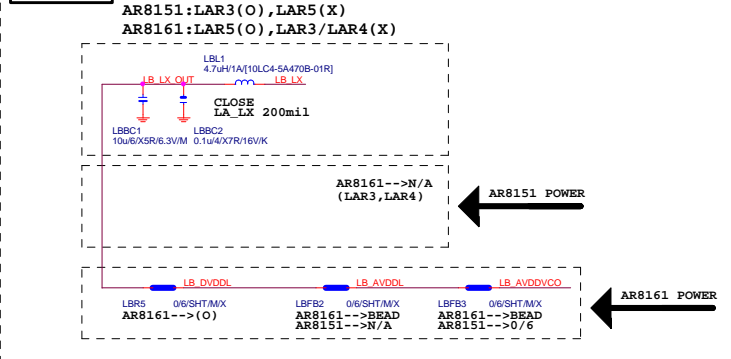 AR8151:LAR3(O),LAR5(X)
AR8161:LAR5(O),LAR3/LAR4(X)
LBL1
4.7uH/1A/[10LC4-5A470B-01R]
LB_LX_OUT
LB_LX
CLOSE
LA_LX 200mil
LBBC1
10u/6/X5R/6.3V/M
LBBC2
0.1u/4/X7R/16V/K
AR8161-->N/A
(LAR3,LAR4)
AR8151 POWER
LB_DVDDL
LB_AVDDL
LB_AVDDVCO
LBR5 0/6/SHT/M/X
AR8161-->(O)
LBFB2 0/6/SHT/M/X
AR8161-->BEAD
AR8151-->N/A
LBFB3 0/6/SHT/M/X
AR8161-->BEAD
AR8151-->0/6
AR8161 POWER